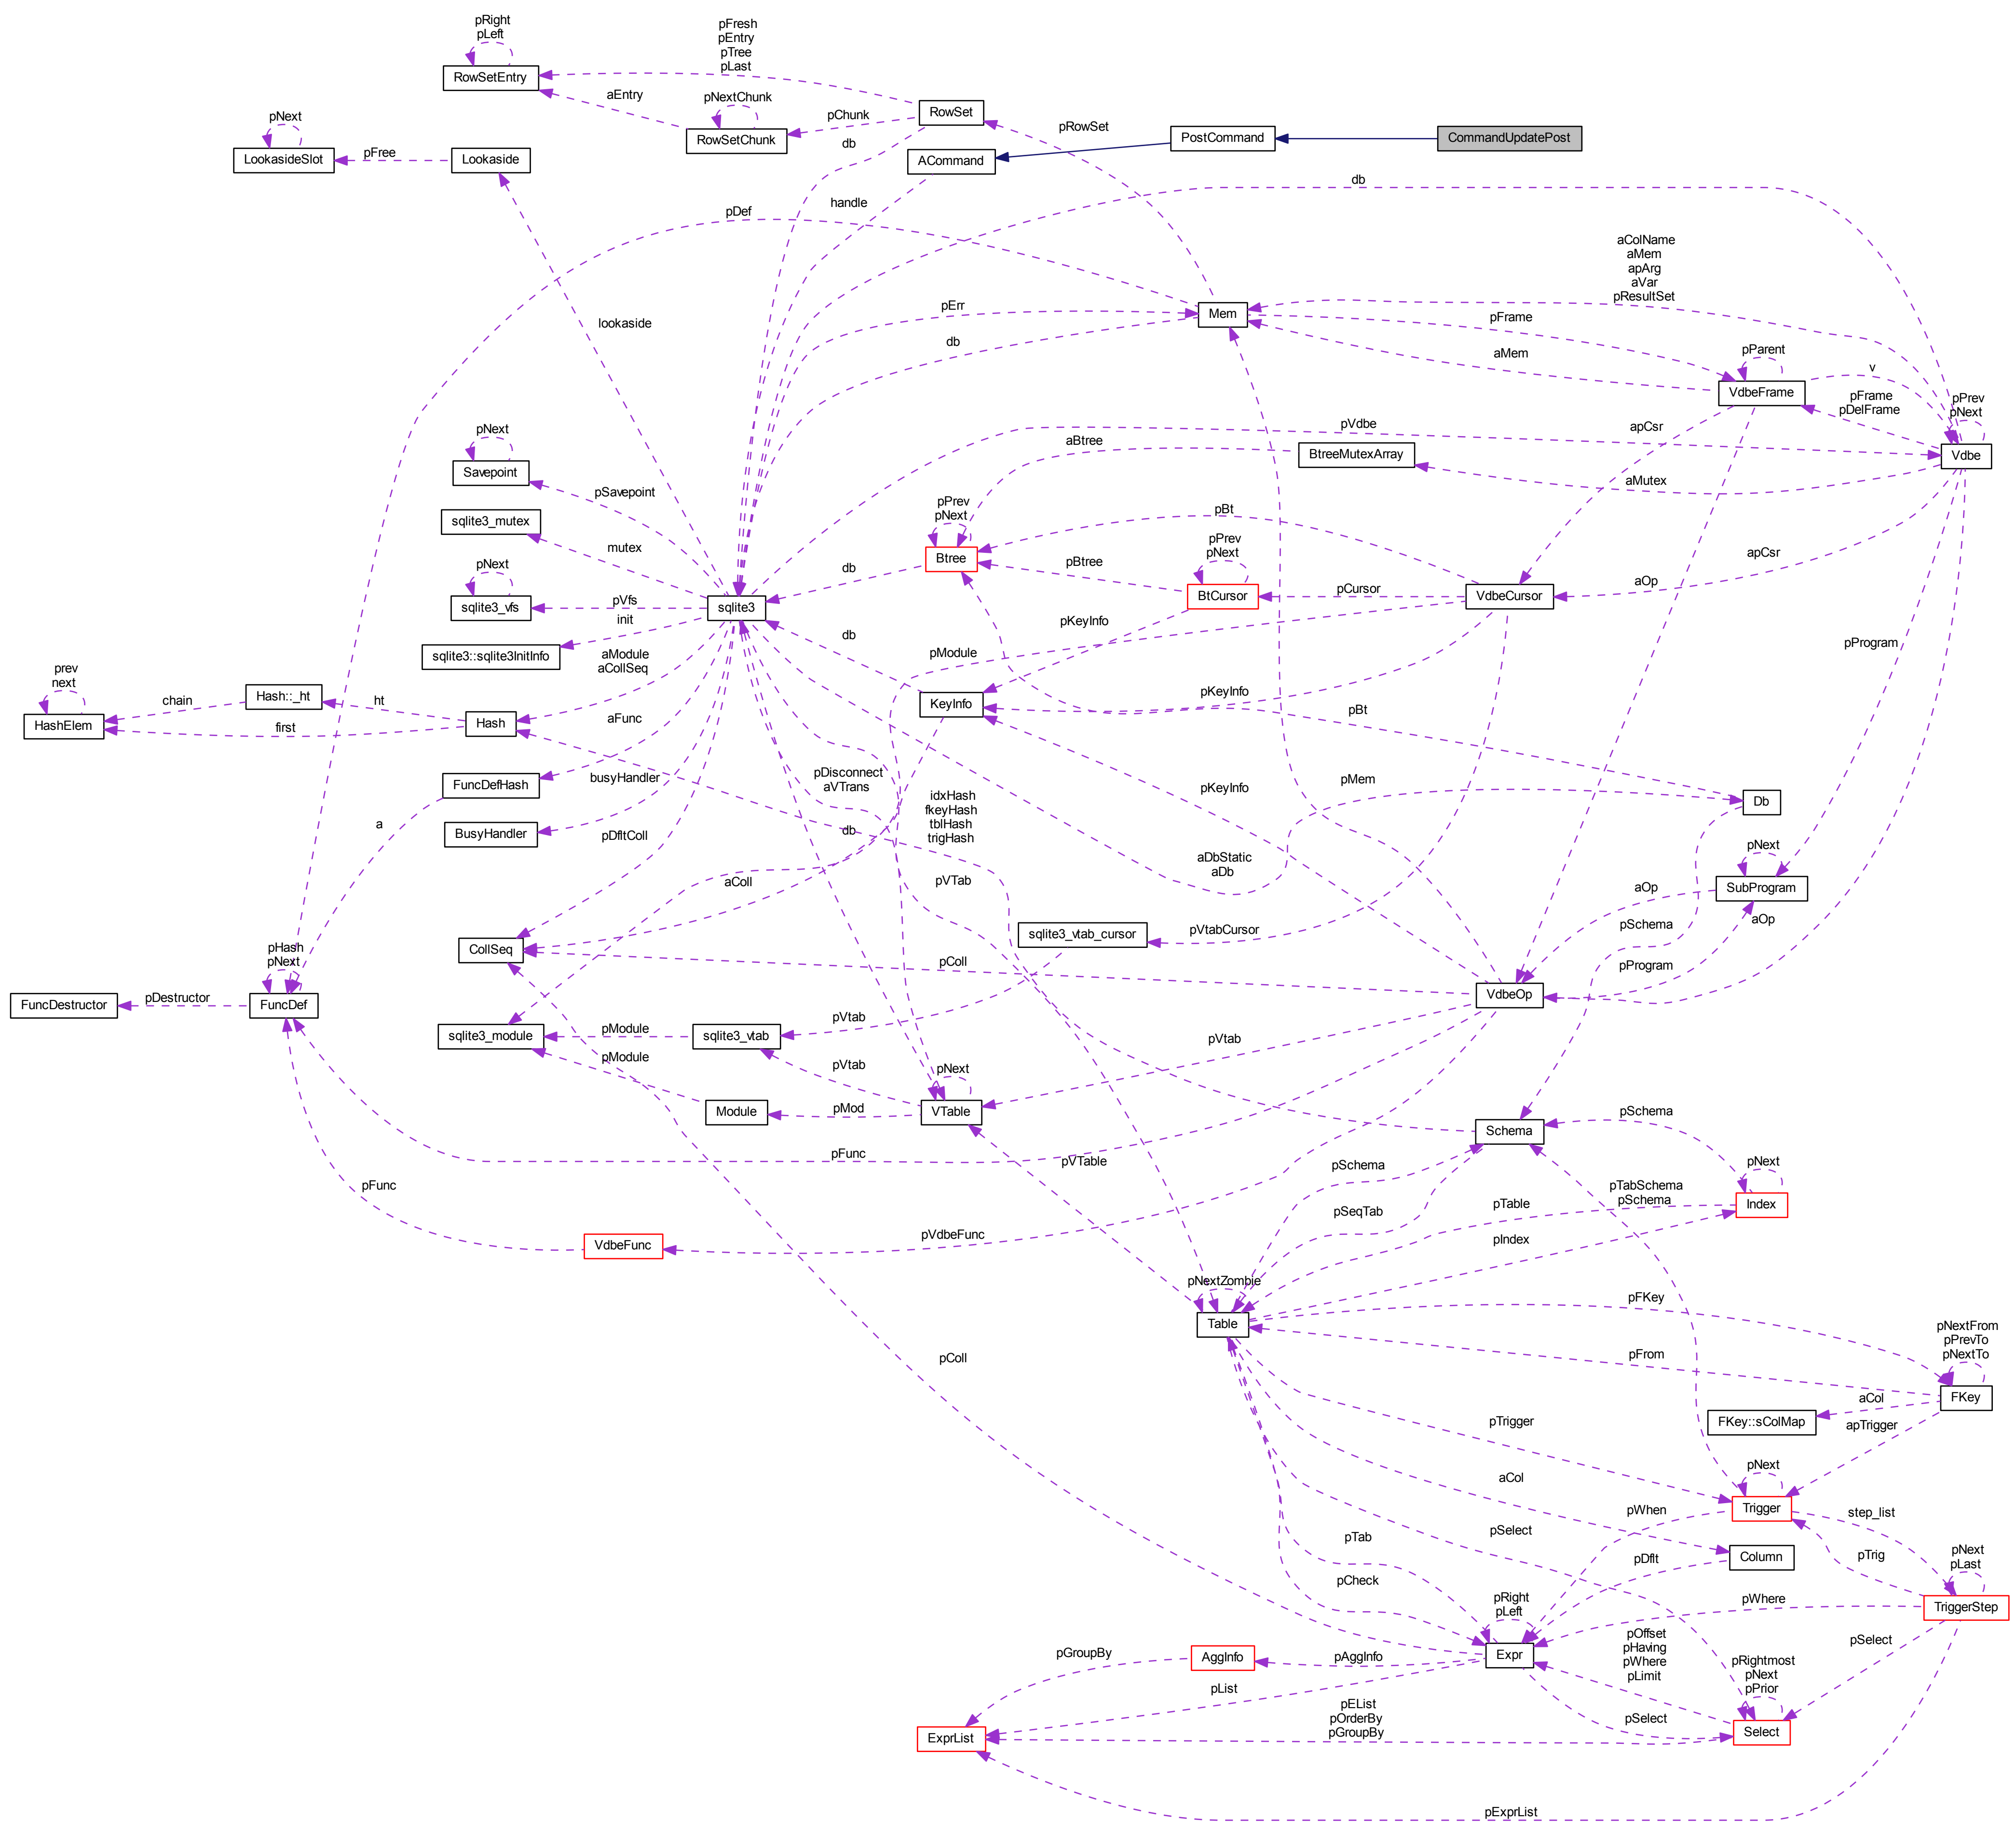 pRight
pLeft
RowSetEntry
pFresh
pEntry
pTree
pLast
aEntry
pNextChunk
RowSetChunk
pChunk
RowSet
pRowSet
PostCommand
CommandUpdatePost
pNext
LookasideSlot
pFree
Lookaside
db
ACommand
handle
db
pDef
lookaside
pErr
db
Mem
aColName
aMem
apArg
aVar
pResultSet
pFrame
aMem
pParent
VdbeFrame
v
pFrame
pDelFrame
pPrev
pNext
Vdbe
pNext
Savepoint
pSavepoint
pVdbe
aBtree
BtreeMutexArray
apCsr
aMutex
sqlite3_mutex
mutex
pPrev
pNext
Btree
pBt
pBtree
pPrev
pNext
BtCursor
pCursor
VdbeCursor
aOp
apCsr
pNext
sqlite3_vfs
pVfs
init
sqlite3
db
sqlite3::sqlite3InitInfo
aModule
aCollSeq
db
pModule
pKeyInfo
pProgram
prev
next
HashElem
chain
first
Hash::_ht
ht
Hash
KeyInfo
pKeyInfo
pBt
aFunc
FuncDefHash
busyHandler
pDisconnect
aVTrans
idxHash
fkeyHash
tblHash
trigHash
pKeyInfo
pMem
Db
a
BusyHandler
pDfltColl
db
aColl
pVTab
aDbStatic
aDb
pNext
SubProgram
aOp
aOp
pSchema
pHash
pNext
FuncDef
FuncDestructor
pDestructor
CollSeq
sqlite3_vtab_cursor
pVtabCursor
pColl
VdbeOp
pProgram
sqlite3_module
pModule
pModule
sqlite3_vtab
pVtab
pVtab
pVtab
Module
pMod
pNext
VTable
Schema
pSchema
pFunc
pFunc
VdbeFunc
pVdbeFunc
pVTable
pSchema
pSeqTab
pTable
pIndex
pTabSchema
pSchema
pNext
Index
pNextZombie
Table
pFKey
pFrom
pNextFrom
pPrevTo
pNextTo
FKey
aCol
FKey::sColMap
apTrigger
pColl
pTrigger
aCol
pNext
Trigger
step_list
pWhen
pSelect
pTab
pCheck
pDflt
Column
pTrig
pNext
pLast
TriggerStep
pWhere
pRight
pLeft
Expr
pOffset
pHaving
pWhere
pLimit
pSelect
pRightmost
pNext
pPrior
Select
pGroupBy
AggInfo
pAggInfo
pList
pEList
pOrderBy
pGroupBy
pSelect
ExprList
pExprList